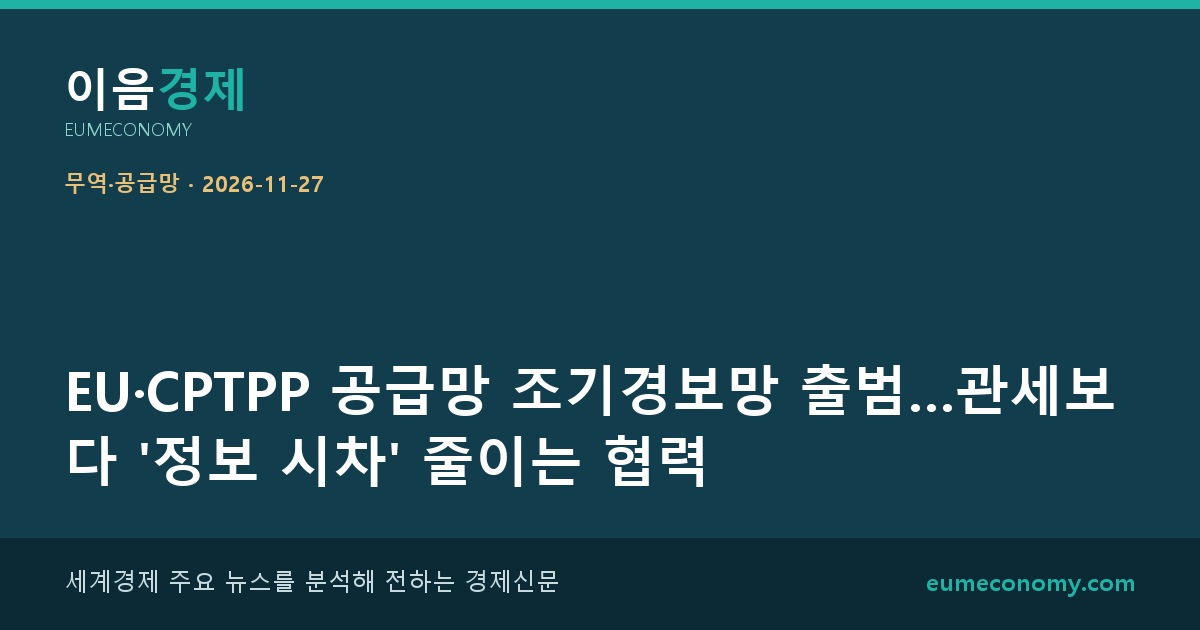 이음경제
EUMECONOMY
무역·공급망 · 2026-11-27
EU·CPTPP 공급망 조기경보망 출범…관세보
다 '정보 시차' 줄이는 협력
세계경제 주요 뉴스를 분석해 전하는 경제신문
eumeconomy.com